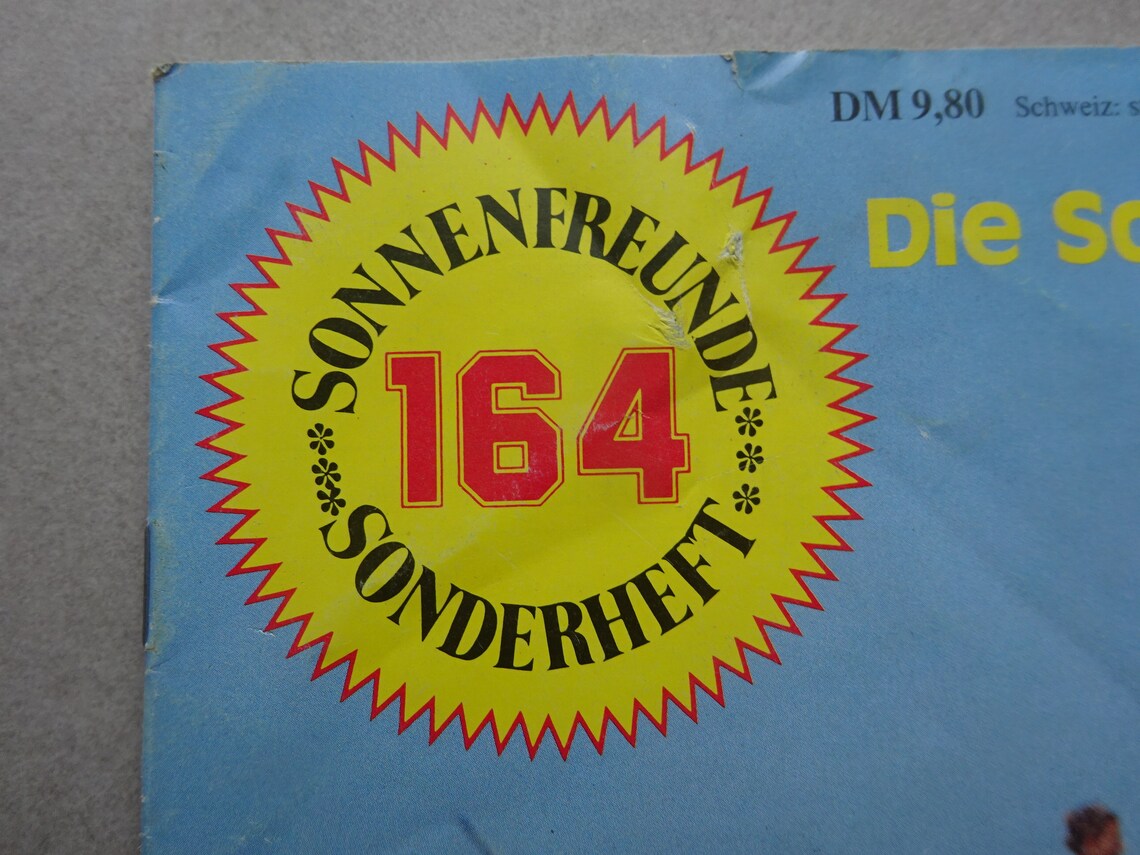 DM 9,80 Schweiz:
Die
SONNENFREUNDE
164
SONDERHEFT